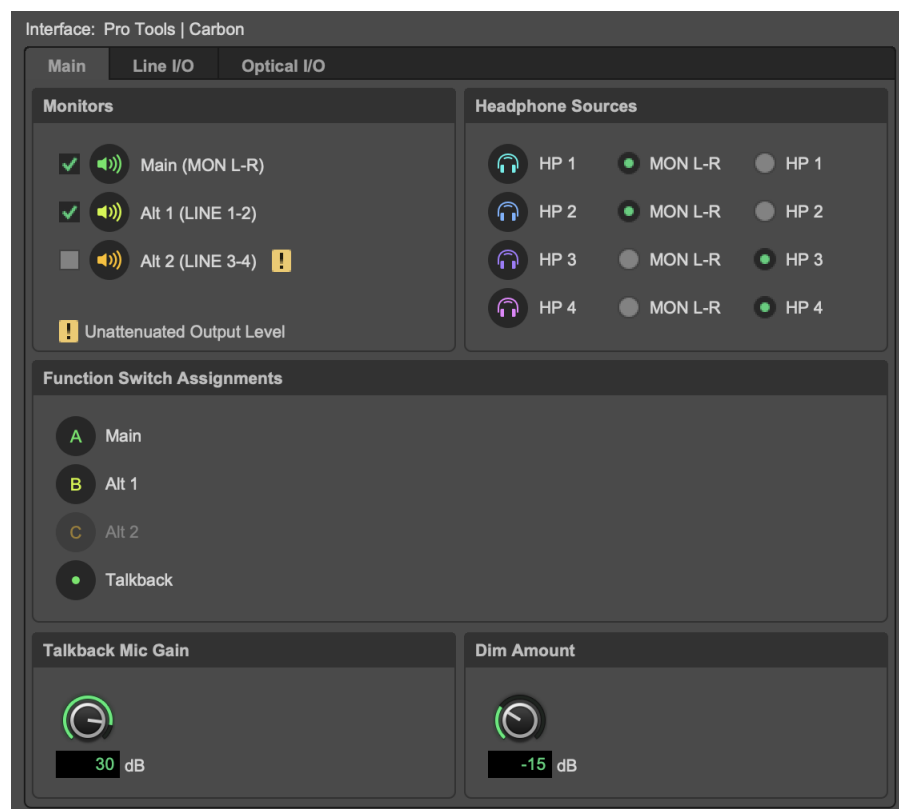 Interface: Pro Tools | Carbon
Main Line I/O Optical I/O
Monitors
Main (MON L-R)
Alt 1 (LINE 1-2)
Alt 2 (LINE 3-4) !
! Unattenuated Output Level
Headphone Sources
HP 1 MON L-R HP 1
HP 2 MON L-R HP 2
HP 3 MON L-R HP 3
HP 4 MON L-R HP 4
Function Switch Assignments
A Main
B Alt 1
C Alt 2
Talkback
Talkback Mic Gain
30 dB
Dim Amount
-15 dB